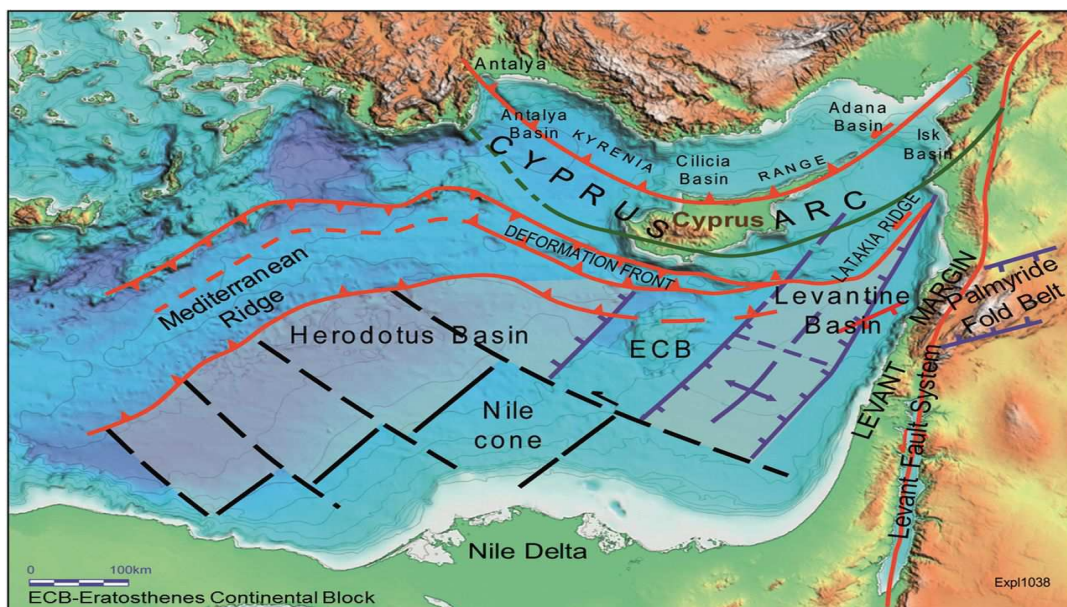 Antalya
Antalya
Basin
KYRENIA
Cilicia
Basin
RANGE
Adana
Basin
Isk
Basin
CYPRUS ARC
Cyprus
DEFORMATION FRONT
LATAKIA RIDGE
Mediterranean
Ridge
Herodotus Basin
ECB
Levantine
Basin
LEVANT MARGIN
Palmyride
Fold Belt
Levant Fault System
Nile
cone
Nile Delta
0 100km
ECB-Eratosthenes Continental Block
Expl1038